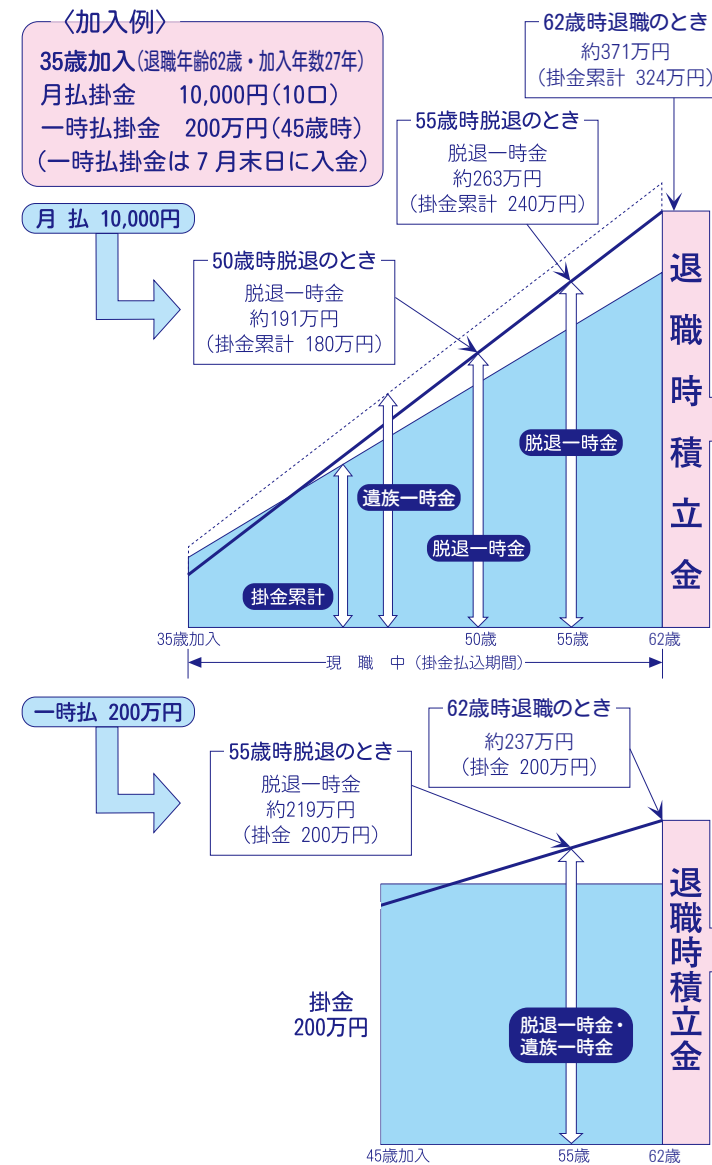 〈加入例〉
35歳加入(退職年齢62歳・加入年数27年)
月払掛金 10,000円(10口)
一時払掛金 200万円(45歳時)
(一時払掛金は7月末日に入金)
62歳時退職のとき
約371万円
(掛金累計 324万円)
55歳時脱退のとき
脱退一時金
約263万円
(掛金累計 240万円)
月 払 10,000円
50歳時脱退のとき
脱退一時金
約191万円
(掛金累計 180万円)
退職時積立金
脱退一時金
遺族一時金
脱退一時金
掛金累計
35歳加入
50歳
55歳
62歳
現 職 中(掛金払込期間)
一時払 200万円
62歳時退職のとき
約237万円
(掛金 200万円)
55歳時脱退のとき
脱退一時金
約219万円
(掛金 200万円)
退職時積立金
掛金
200万円
脱退一時金・
遺族一時金
45歳加入
55歳
62歳